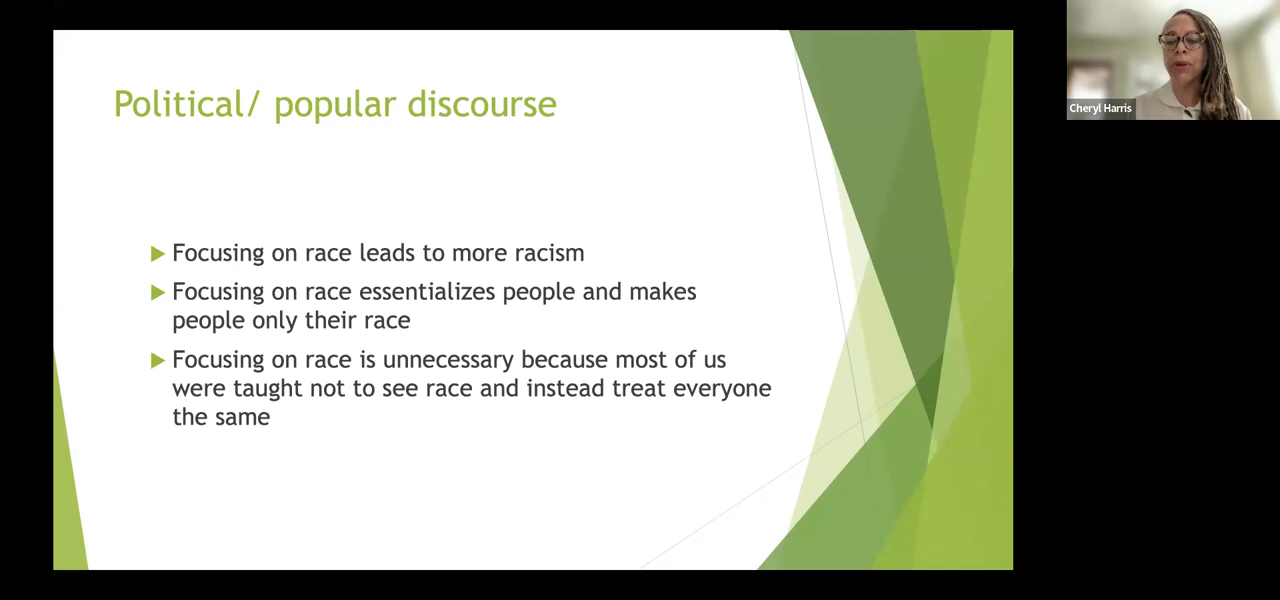 Political/ popular discourse
Focusing on race leads to more racism
Focusing on race essentializes people and makes
people only their race
Focusing on race is unnecessary because most of us
were taught not to see race and instead treat everyone
the same
Cheryl Harris